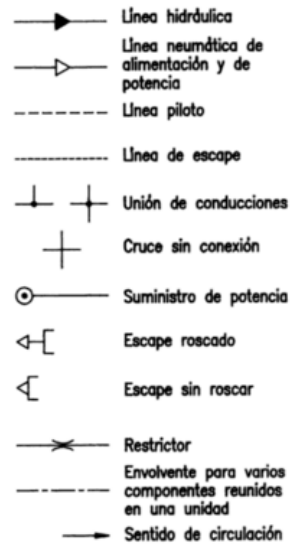 Línea hidráulica
Línea neumática de
alimentación y de
potencia
Línea piloto
Línea de escape
Unión de conducciones
Cruce sin conexión
Suministro de potencia
Escape roscado
Escape sin roscar
Restrictor
Envolvente para varios
componentes reunidos
en una unidad
Sentido de circulación